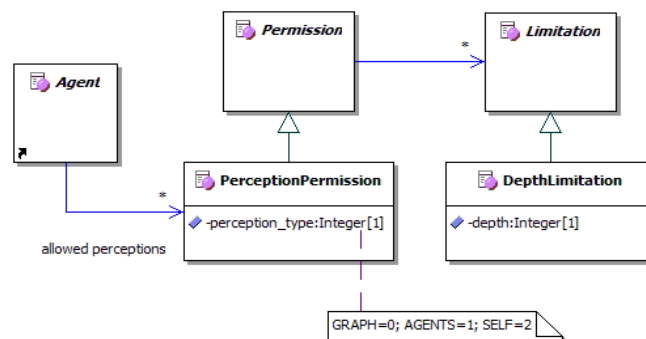 Permission
Limitation
*
Agent
PerceptionPermission
DepthLimitation
*
-perception_type:Integer[1]
-depth:Integer[1]
allowed perceptions
GRAPH=0; AGENTS=1; SELF=2